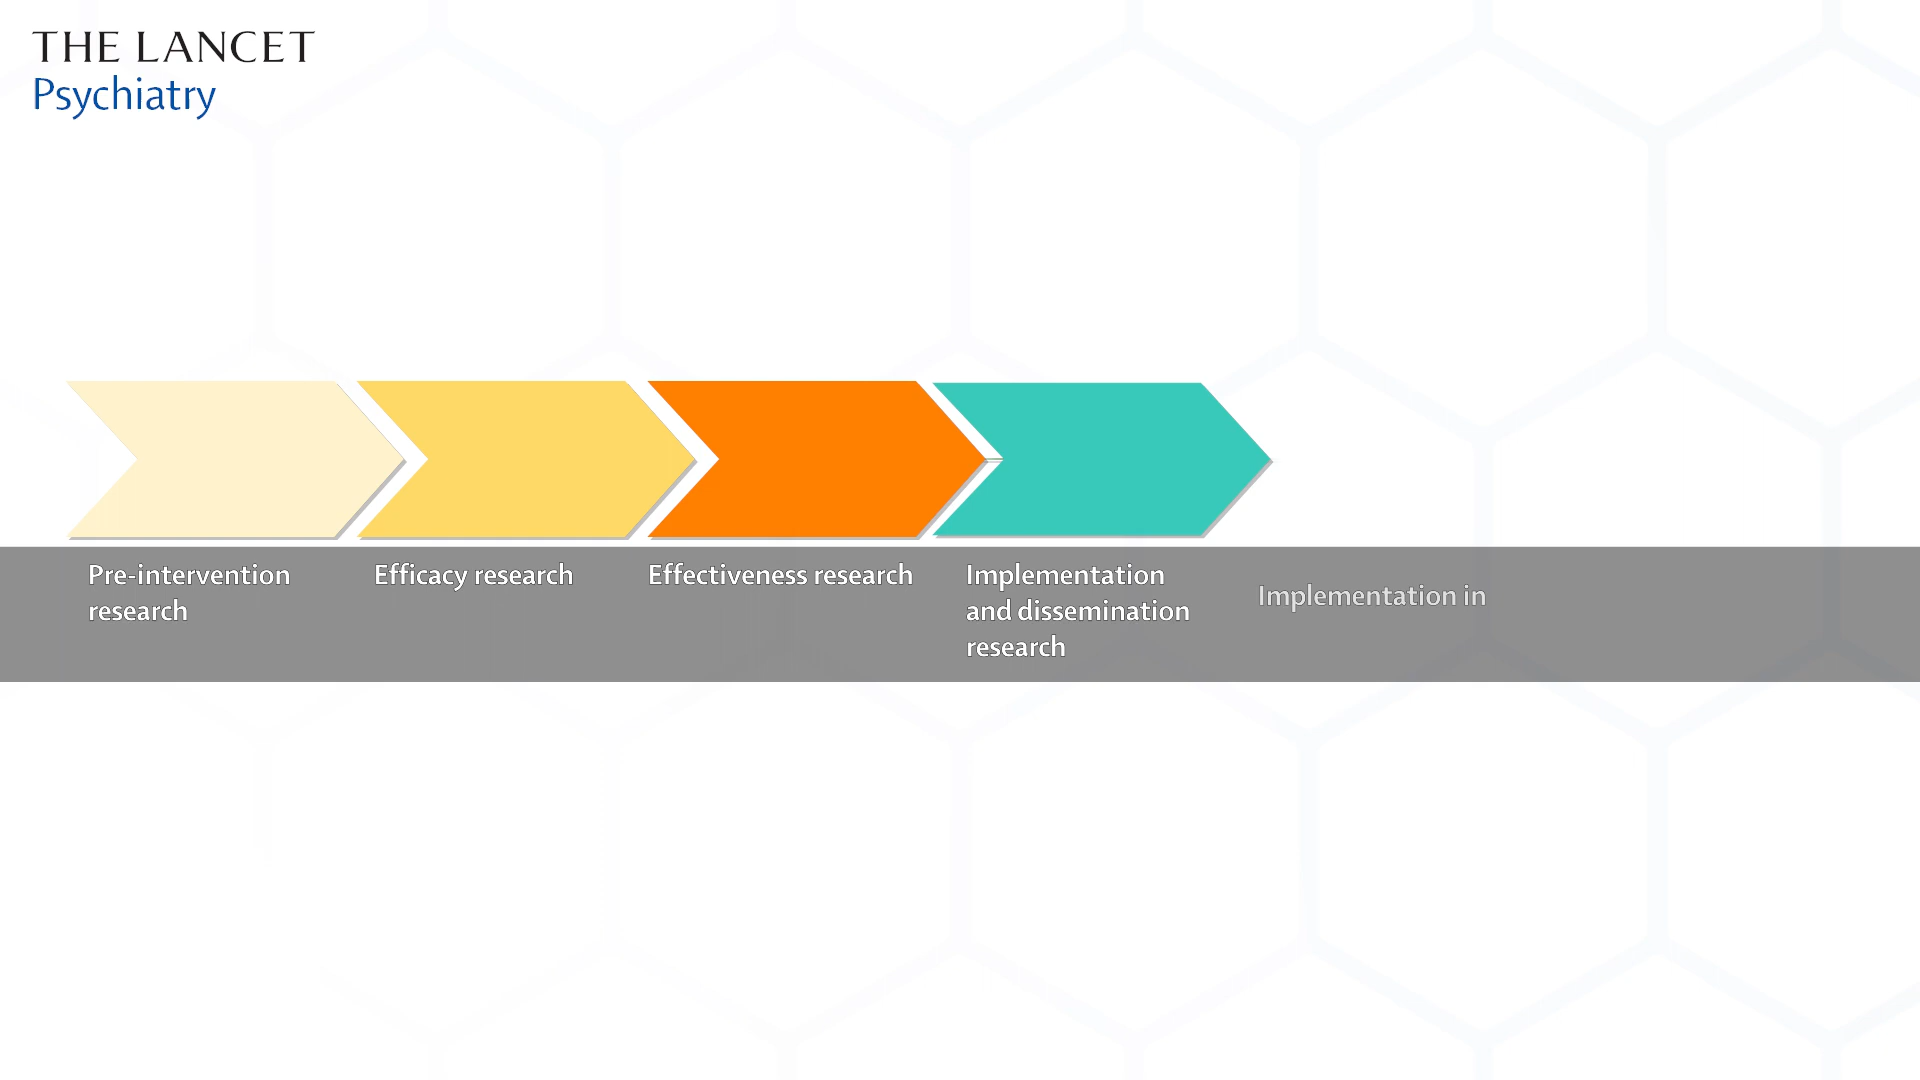 THE LANCET
Psychiatry
Pre-intervention
research
Efficacy research
Effectiveness research
Implementation
and dissemination
research
Implementation in